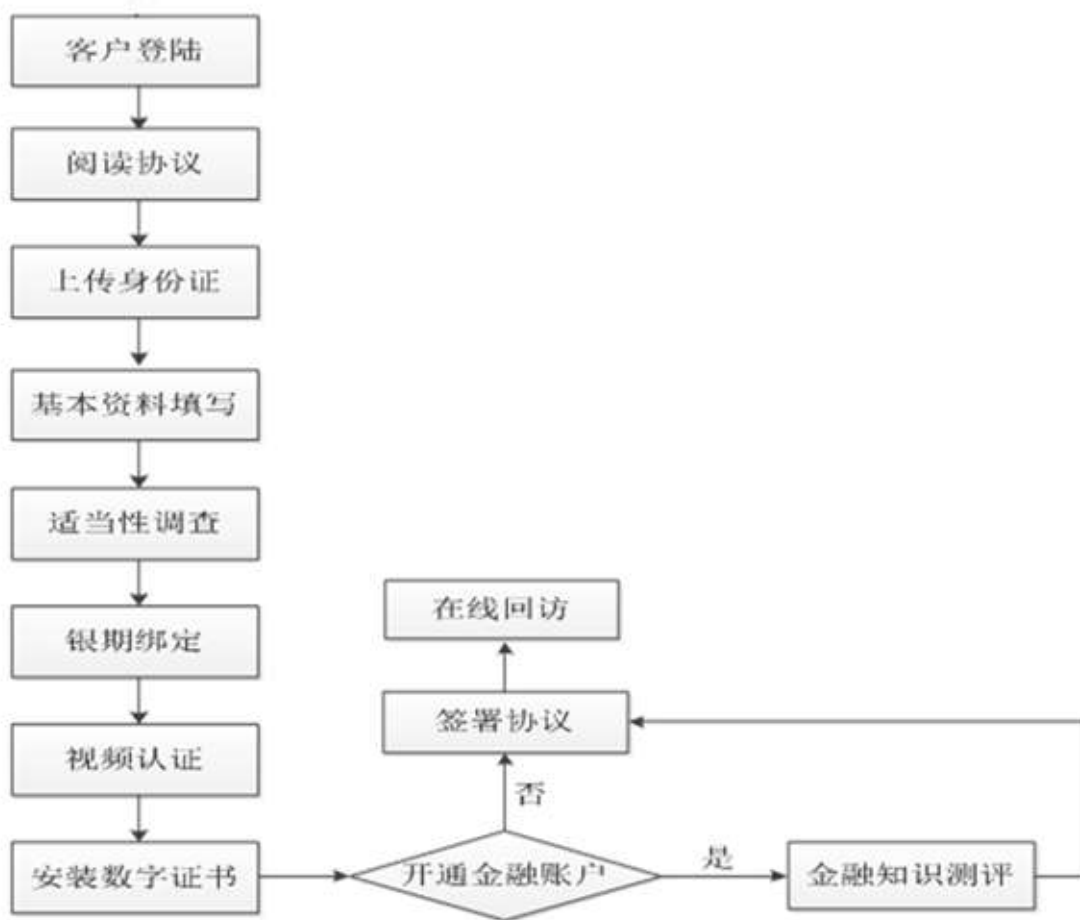 客户登陆
阅读协议
上传身份证
基本资料填写
适当性调查
银期绑定
视频认证
安装数字证书
在线回访
签署协议
否
开通金融账户
是
金融知识测评